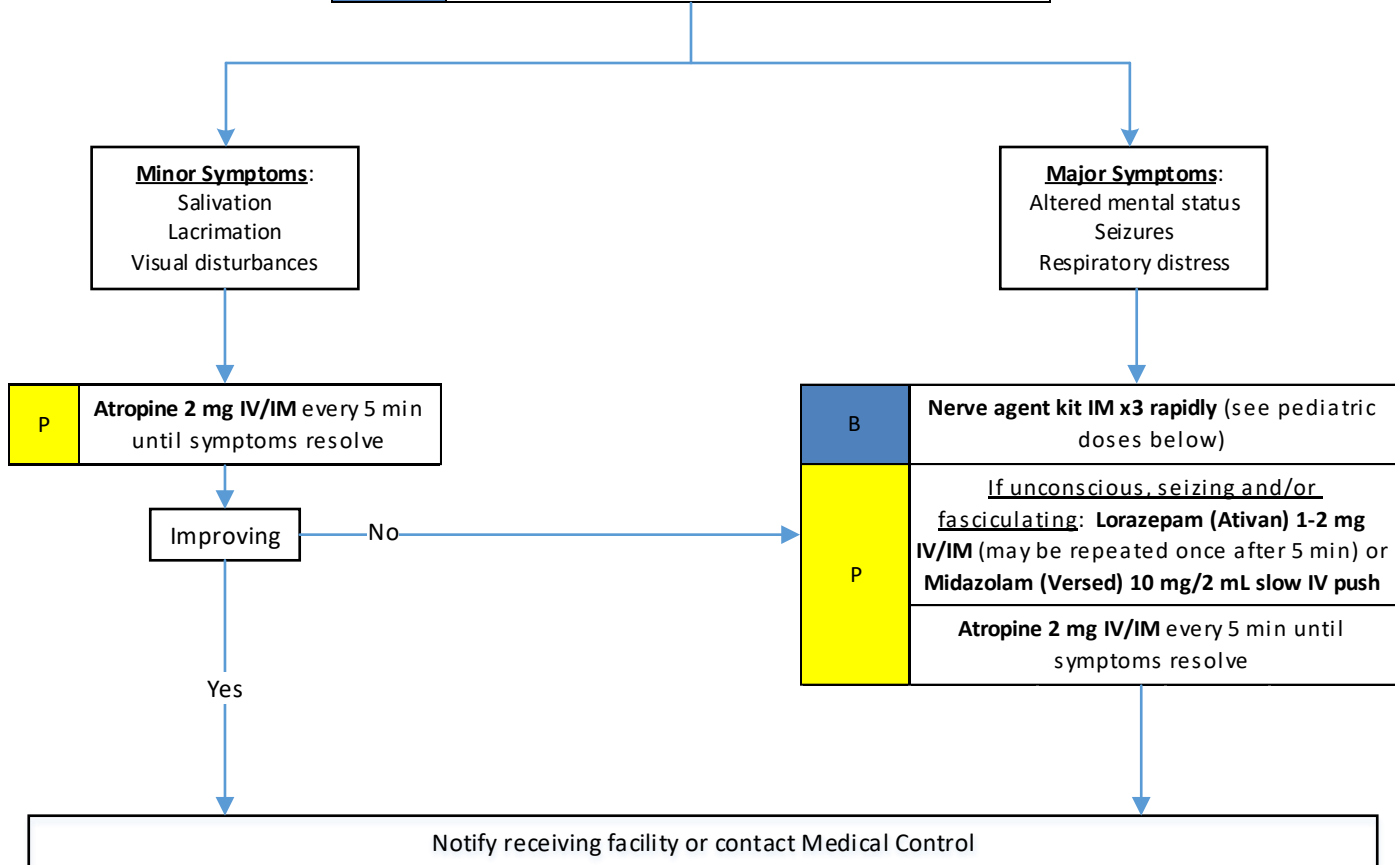 Minor Symptoms:
Salivation
Lacrimation
Visual disturbances
Major Symptoms:
Altered mental status
Seizures
Respiratory distress
P
Atropine 2 mg IV/IM every 5 min
until symptoms resolve
B
Nerve agent kit IM x3 rapidly (see pediatric
doses below)
Improving
No
P
If unconscious, seizing and/or
fasciculating: Lorazepam (Ativan) 1-2 mg
IV/IM (may be repeated once after 5 min) or
Midazolam (Versed) 10 mg/2 mL slow IV push
Atropine 2 mg IV/IM every 5 min until
symptoms resolve
Yes
Notify receiving facility or contact Medical Control